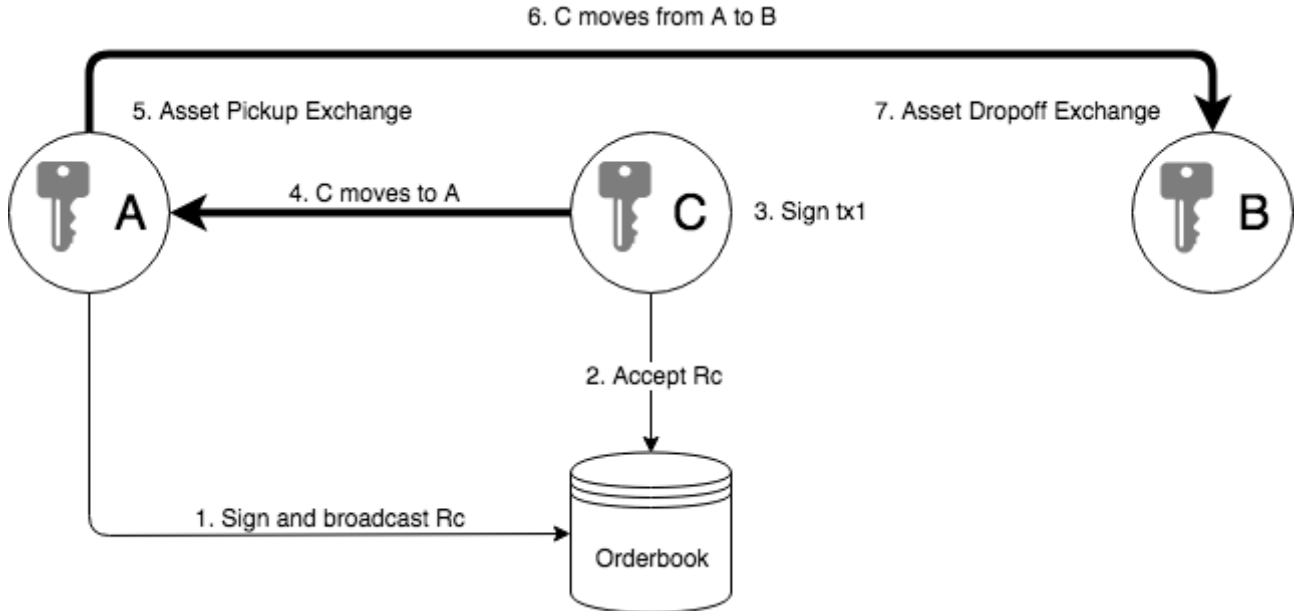 6. C moves from A to B
5. Asset Pickup Exchange
7. Asset Dropoff Exchange
A
4. C moves to A
C
3. Sign tx1
B
2. Accept Rc
1. Sign and broadcast Rc
Orderbook